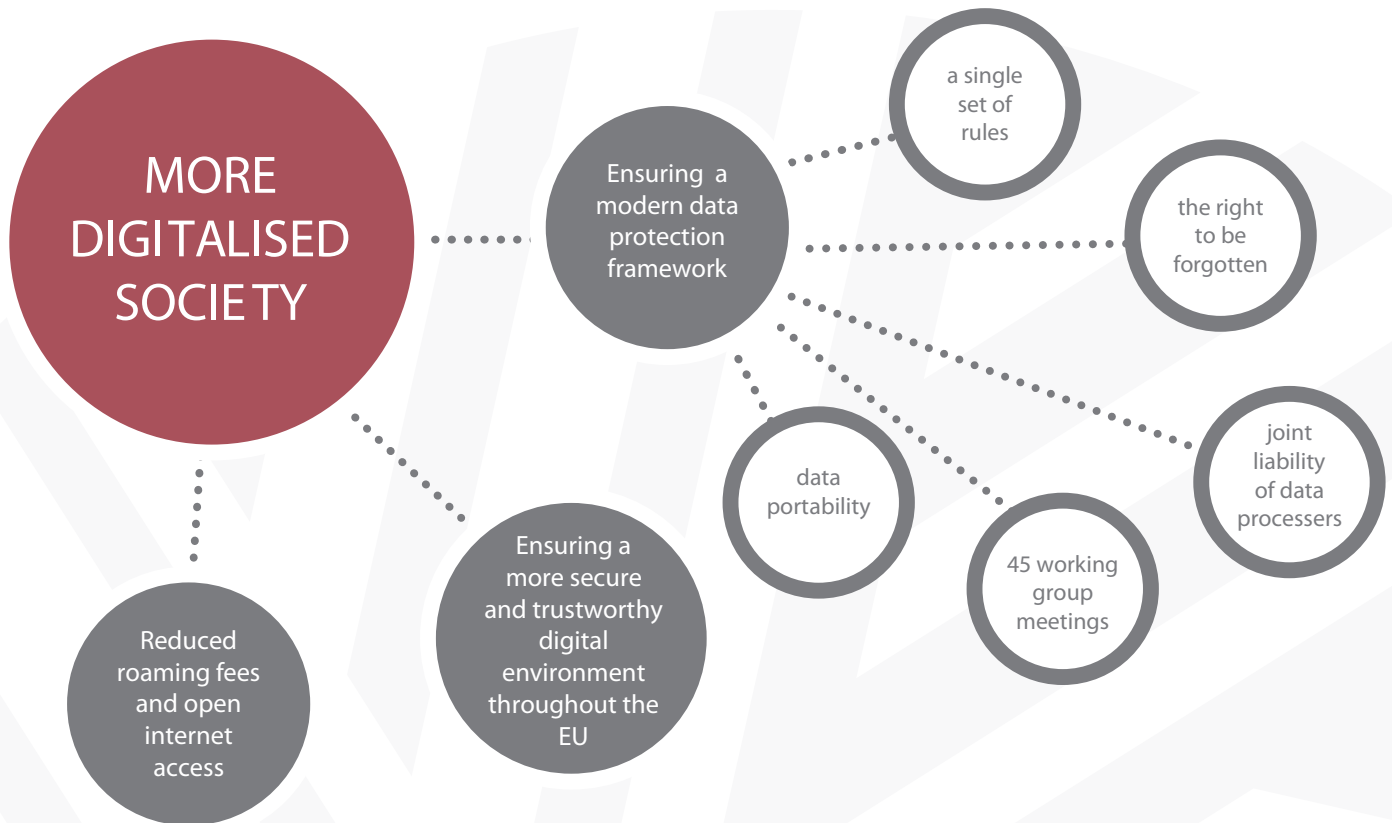 MORE
DIGITALISED
SOCIETY
Ensuring a
modern data
protection
framework
a single
set of
rules
the right
to be
forgotten
joint
liability
of data
processers
45 working
group
meetings
data
portability
Ensuring a
more secure
and trustworthy
digital
environment
throughout the
EU
Reduced
roaming fees
and open
internet
access